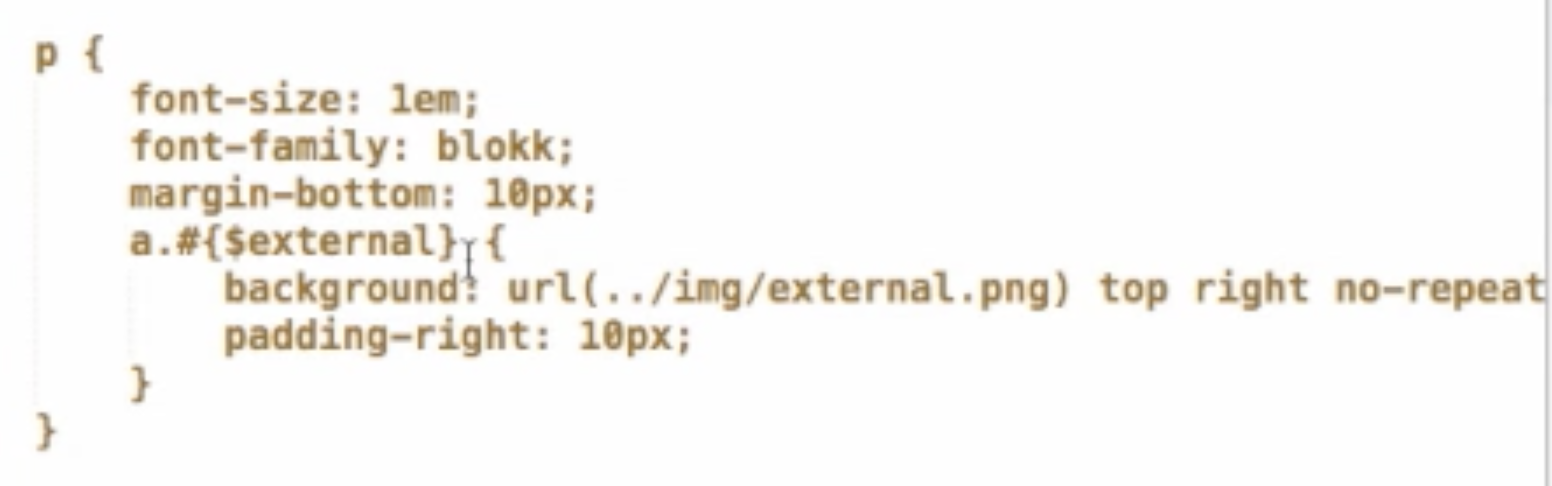 p {
font-size: 1em;
font-family: blokk;
margin-bottom: 10px;
a.#{$external} {
background: url(../img/external.png) top right no-repeat
padding-right: 10px;
}
}